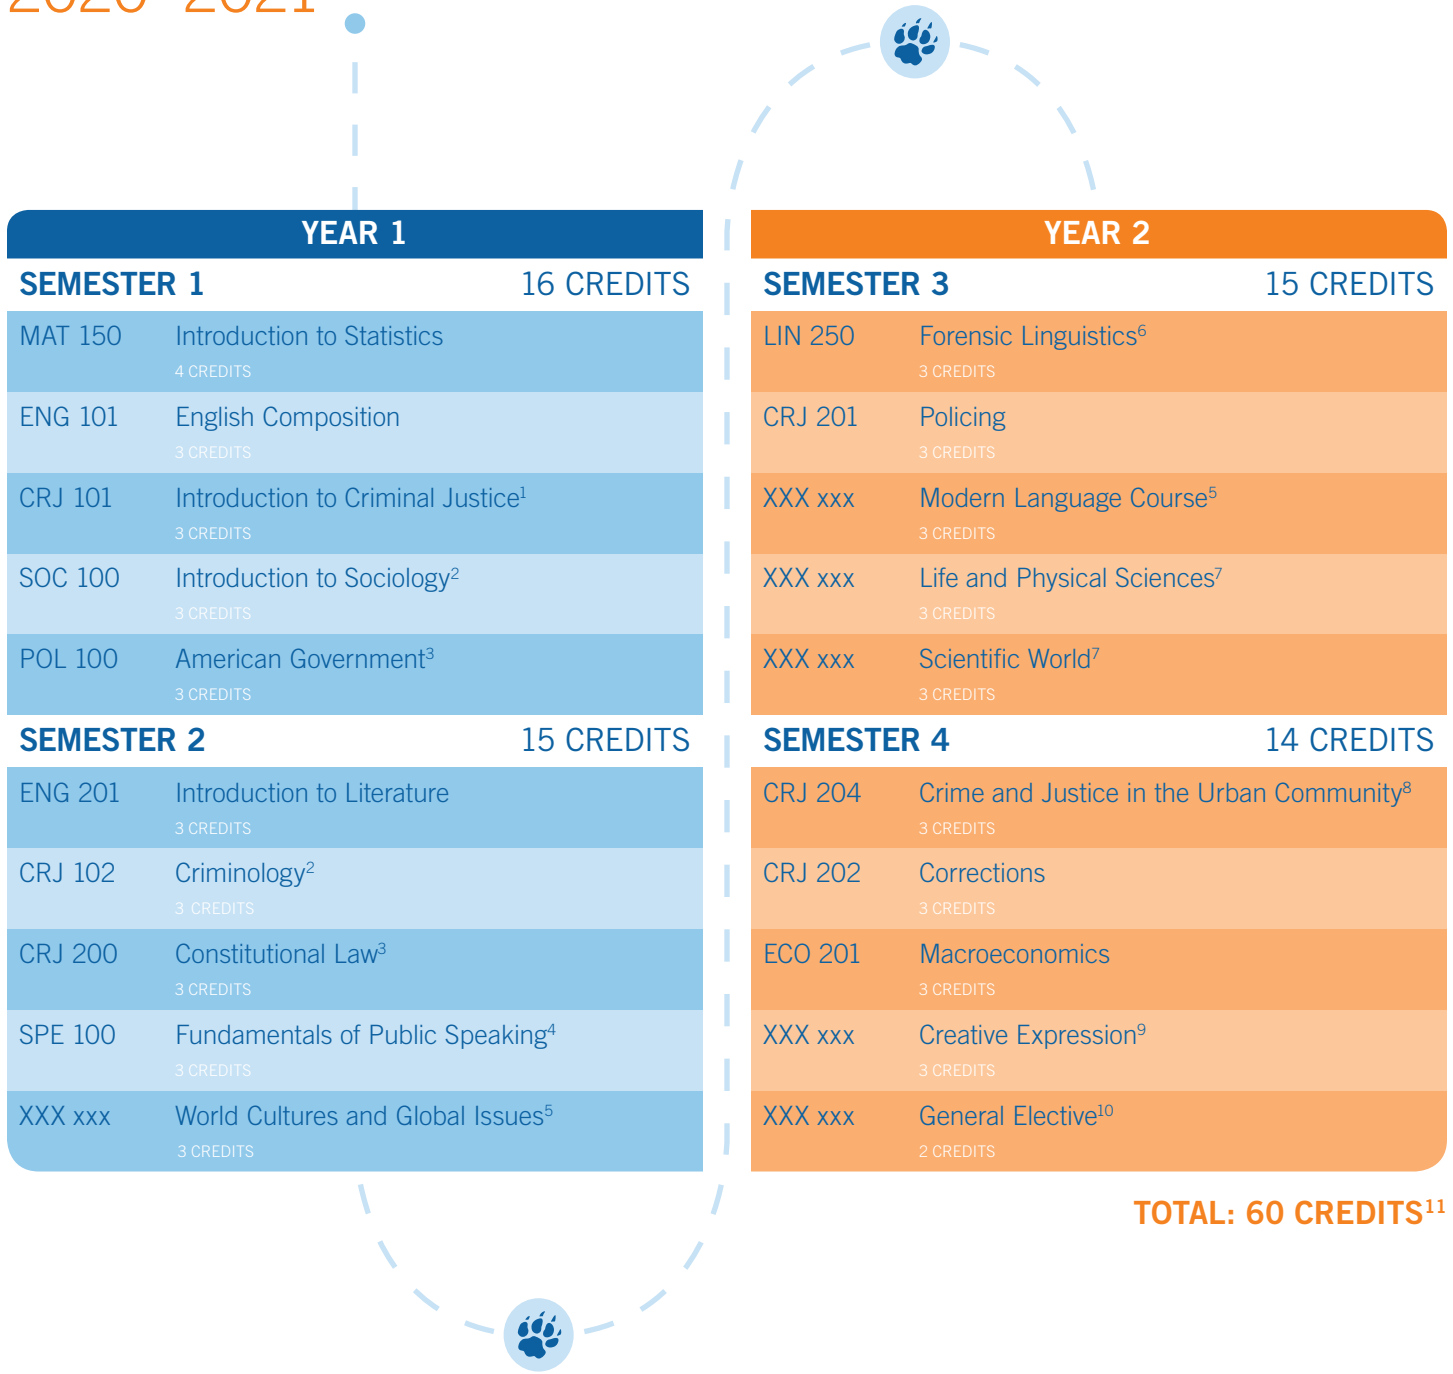 2020–2021
YEAR 1
SEMESTER 1 16 CREDITS
MAT 150 Introduction to Statistics
4 CREDITS
ENG 101 English Composition
3 CREDITS
CRJ 101 Introduction to Criminal Justice¹
3 CREDITS
SOC 100 Introduction to Sociology²
3 CREDITS
POL 100 American Government³
3 CREDITS
SEMESTER 2 15 CREDITS
ENG 201 Introduction to Literature
3 CREDITS
CRJ 102 Criminology²
3 CREDITS
CRJ 200 Constitutional Law³
3 CREDITS
SPE 100 Fundamentals of Public Speaking⁴
3 CREDITS
XXX xxx World Cultures and Global Issues⁵
3 CREDITS
YEAR 2
SEMESTER 3 15 CREDITS
LIN 250 Forensic Linguistics⁶
3 CREDITS
CRJ 201 Policing
3 CREDITS
XXX xxx Modern Language Course⁵
3 CREDITS
XXX xxx Life and Physical Sciences⁷
3 CREDITS
XXX xxx Scientific World⁷
3 CREDITS
SEMESTER 4 14 CREDITS
CRJ 204 Crime and Justice in the Urban Community⁸
3 CREDITS
CRJ 202 Corrections
3 CREDITS
ECO 201 Macroeconomics
3 CREDITS
XXX xxx Creative Expression⁹
3 CREDITS
XXX xxx General Elective¹⁰
2 CREDITS
TOTAL: 60 CREDITS¹¹